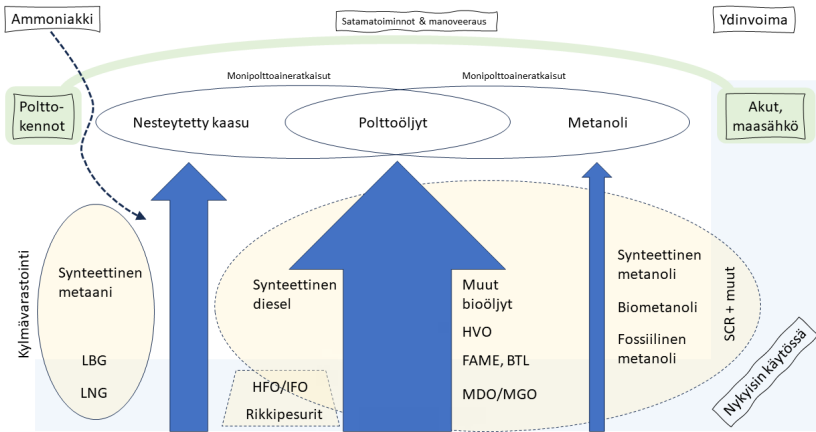 Ammoniakki
Satamatoiminnot & manoveeraus
Ydinvoima
Monipolttoaineratkaisut
Monipolttoaineratkaisut
Poltto-
kennot
Nesteytetty kaasu
Polttoöljyt
Metanoli
Akut,
maasähkö
Kylmävarastointi
Synteettinen
metaani
LBG
LNG
Synteettinen
diesel
HFO/IFO
Rikkipesurit
Muut
bioöljyt
HVO
FAME, BTL
MDO/MGO
Synteettinen
metanoli
Biometanoli
Fossiilinen
metanoli
SCR + muut
Nykyisin käytössä